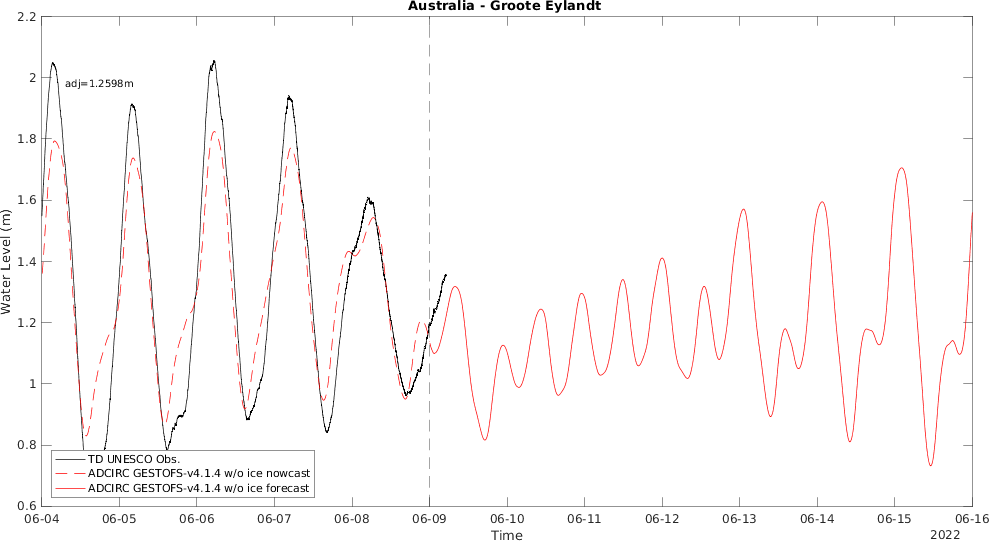 Australia - Groote Eylandt
2.2
2
1.8
1.6
1.4
1.2
1
0.8
0.6
Water Level (m)
adj=1.2598m
TD UNESCO Obs.
ADCIRC GESTOFS-v4.1.4 w/o ice nowcast
ADCIRC GESTOFS-v4.1.4 w/o ice forecast
06-04 06-05 06-06 06-07 06-08 06-09 06-10 06-11 06-12 06-13 06-14 06-15 06-16
Time
2022